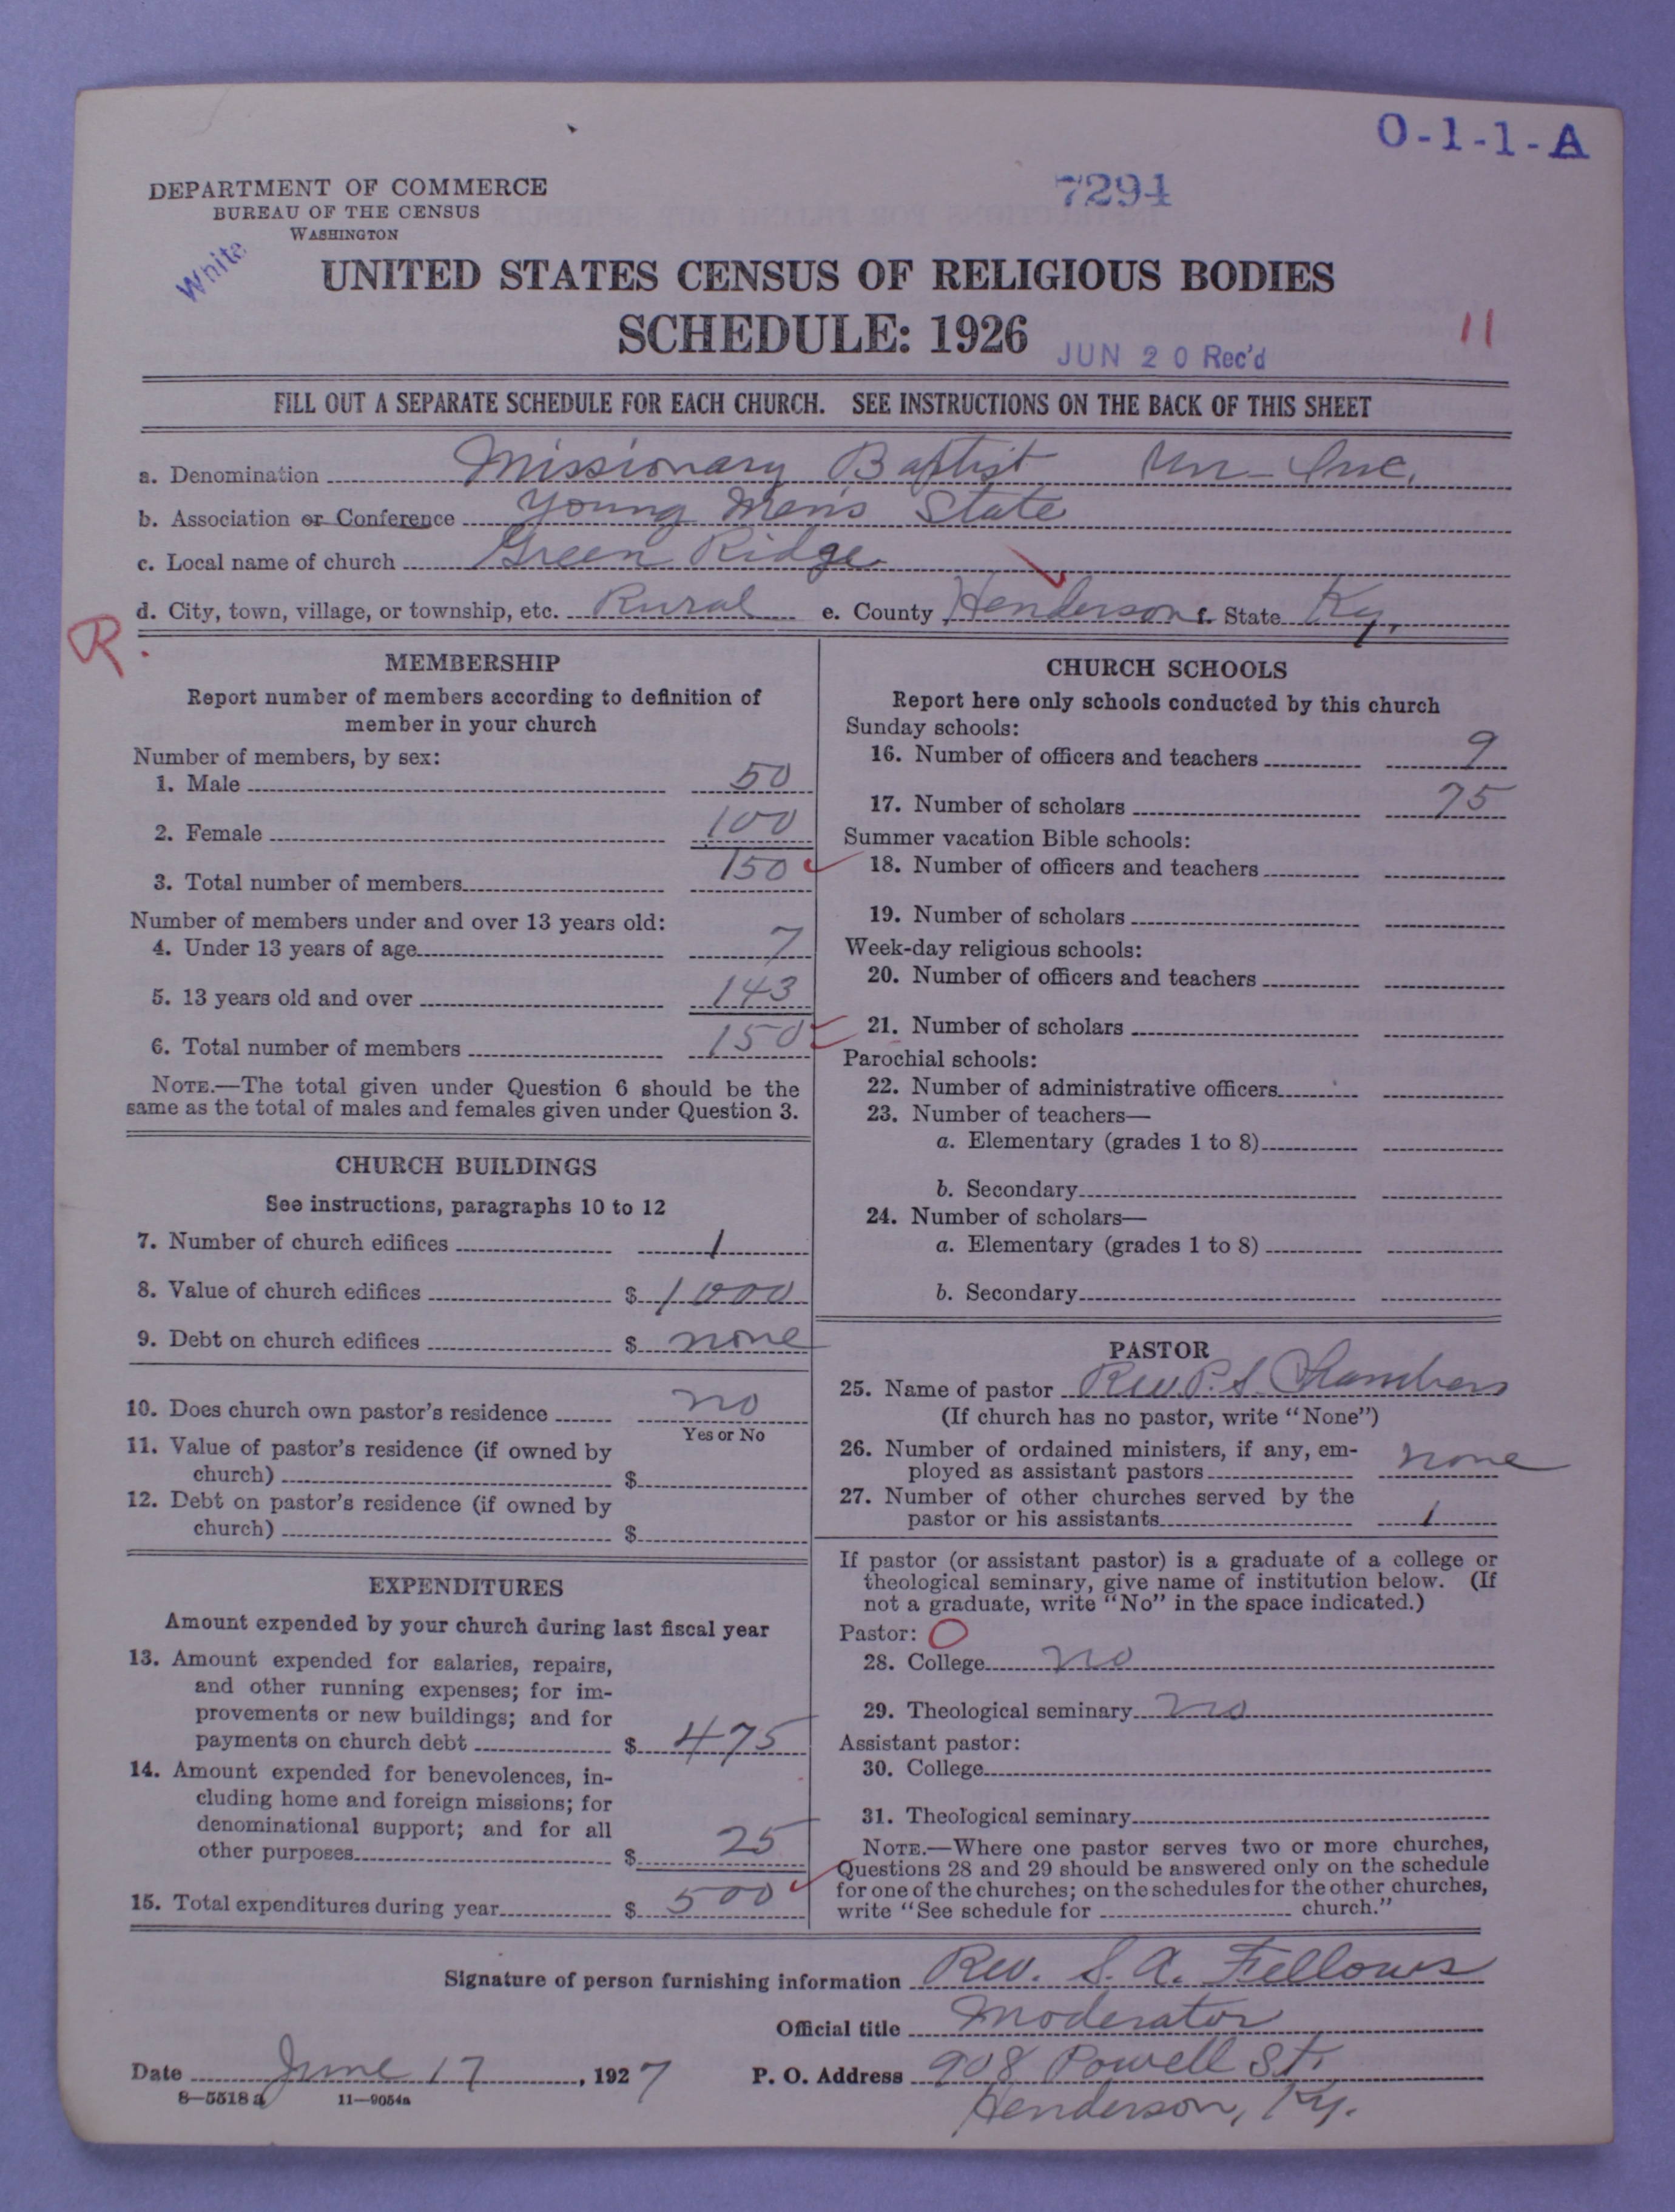 O-1-1-A
DEPARTMENT OF COMMERCE
BUREAU OF THE CENSUS
WASHINGTON
7294
White
UNITED STATES CENSUS OF RELIGIOUS BODIES
SCHEDULE: 1926
JUN 20 Rec'd
11
FILL OUT A SEPARATE SCHEDULE FOR EACH CHURCH. SEE INSTRUCTIONS ON THE BACK OF THIS SHEET
a. Denomination Missionary Baptist Un-Inc.
b. Association or Conference Young Men's State
c. Local name of church Green Ridge
d. City, town, village, or township, etc. Rural e. County Henderson f. State Ky.
R.
MEMBERSHIP
Report number of members according to definition of
member in your church
Number of members, by sex:
1. Male 50
2. Female 100
3. Total number of members 150
Number of members under and over 13 years old:
4. Under 13 years of age 7
5. 13 years old and over 143
6. Total number of members 150
NOTE.—The total given under Question 6 should be the
same as the total of males and females given under Question 3.
CHURCH BUILDINGS
See instructions, paragraphs 10 to 12
7. Number of church edifices 1
8. Value of church edifices $ 1000
9. Debt on church edifices $ none
10. Does church own pastor's residence no
Yes or No
11. Value of pastor's residence (if owned by
church) $
12. Debt on pastor's residence (if owned by
church) $
EXPENDITURES
Amount expended by your church during last fiscal year
13. Amount expended for salaries, repairs,
and other running expenses; for im-
provements or new buildings; and for
payments on church debt $ 475
14. Amount expended for benevolences, in-
cluding home and foreign missions; for
denominational support; and for all
other purposes $ 25
15. Total expenditures during year $ 500
CHURCH SCHOOLS
Report here only schools conducted by this church
Sunday schools:
16. Number of officers and teachers 9
17. Number of scholars 75
Summer vacation Bible schools:
18. Number of officers and teachers
19. Number of scholars
Week-day religious schools:
20. Number of officers and teachers
21. Number of scholars
Parochial schools:
22. Number of administrative officers
23. Number of teachers—
a. Elementary (grades 1 to 8)
b. Secondary
24. Number of scholars—
a. Elementary (grades 1 to 8)
b. Secondary
PASTOR
25. Name of pastor Rev. P. S. Chambers
(If church has no pastor, write "None")
26. Number of ordained ministers, if any, em-
ployed as assistant pastors none
27. Number of other churches served by the
pastor or his assistants 1
If pastor (or assistant pastor) is a graduate of a college or
theological seminary, give name of institution below. (If
not a graduate, write "No" in the space indicated.)
Pastor: O
28. College no
29. Theological seminary no
Assistant pastor:
30. College
31. Theological seminary
NOTE.—Where one pastor serves two or more churches,
Questions 28 and 29 should be answered only on the schedule
for one of the churches; on the schedules for the other churches,
write "See schedule for church."
Signature of person furnishing information Rev. S. A. Fellows
Official title Moderator
Date June 17, 1927 P. O. Address 908 Powell St.
Henderson, Ky.
8—5518a 11—9054a